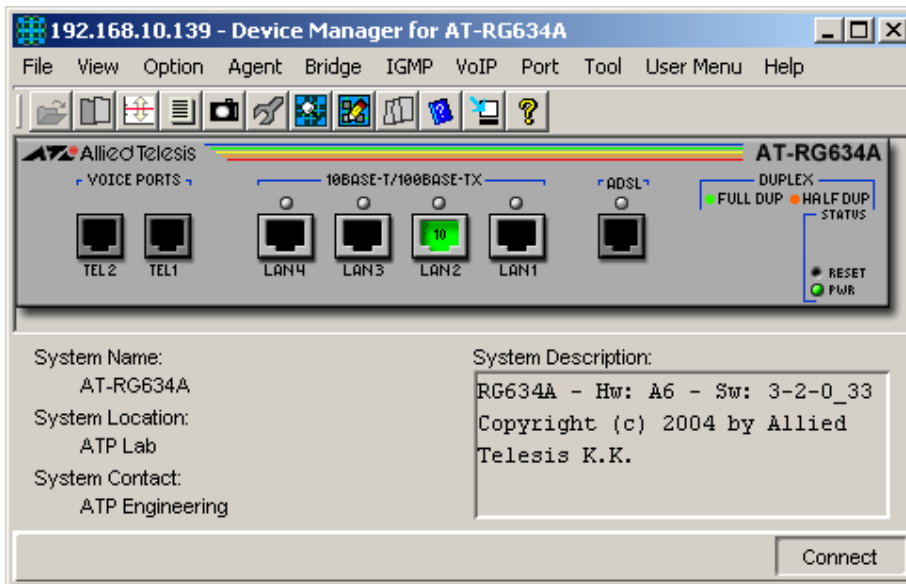 192.168.10.139 - Device Manager for AT-RG634A
File View Option Agent Bridge IGMP VoIP Port Tool User Menu Help
Allied Telesis
AT-RG634A
VOICE PORTS
10BASE-T/100BASE-TX
ADSL
DUPLEX
FULL DUP HALF DUP
STATUS
10
TEL2 TEL1 LAN4 LAN3 LAN2 LAN1
RESET
PWR
System Name:
AT-RG634A
System Location:
ATP Lab
System Contact:
ATP Engineering
System Description:
RG634A - Hw: A6 - Sw: 3-2-0_33
Copyright (c) 2004 by Allied
Telesis K.K.
Connect